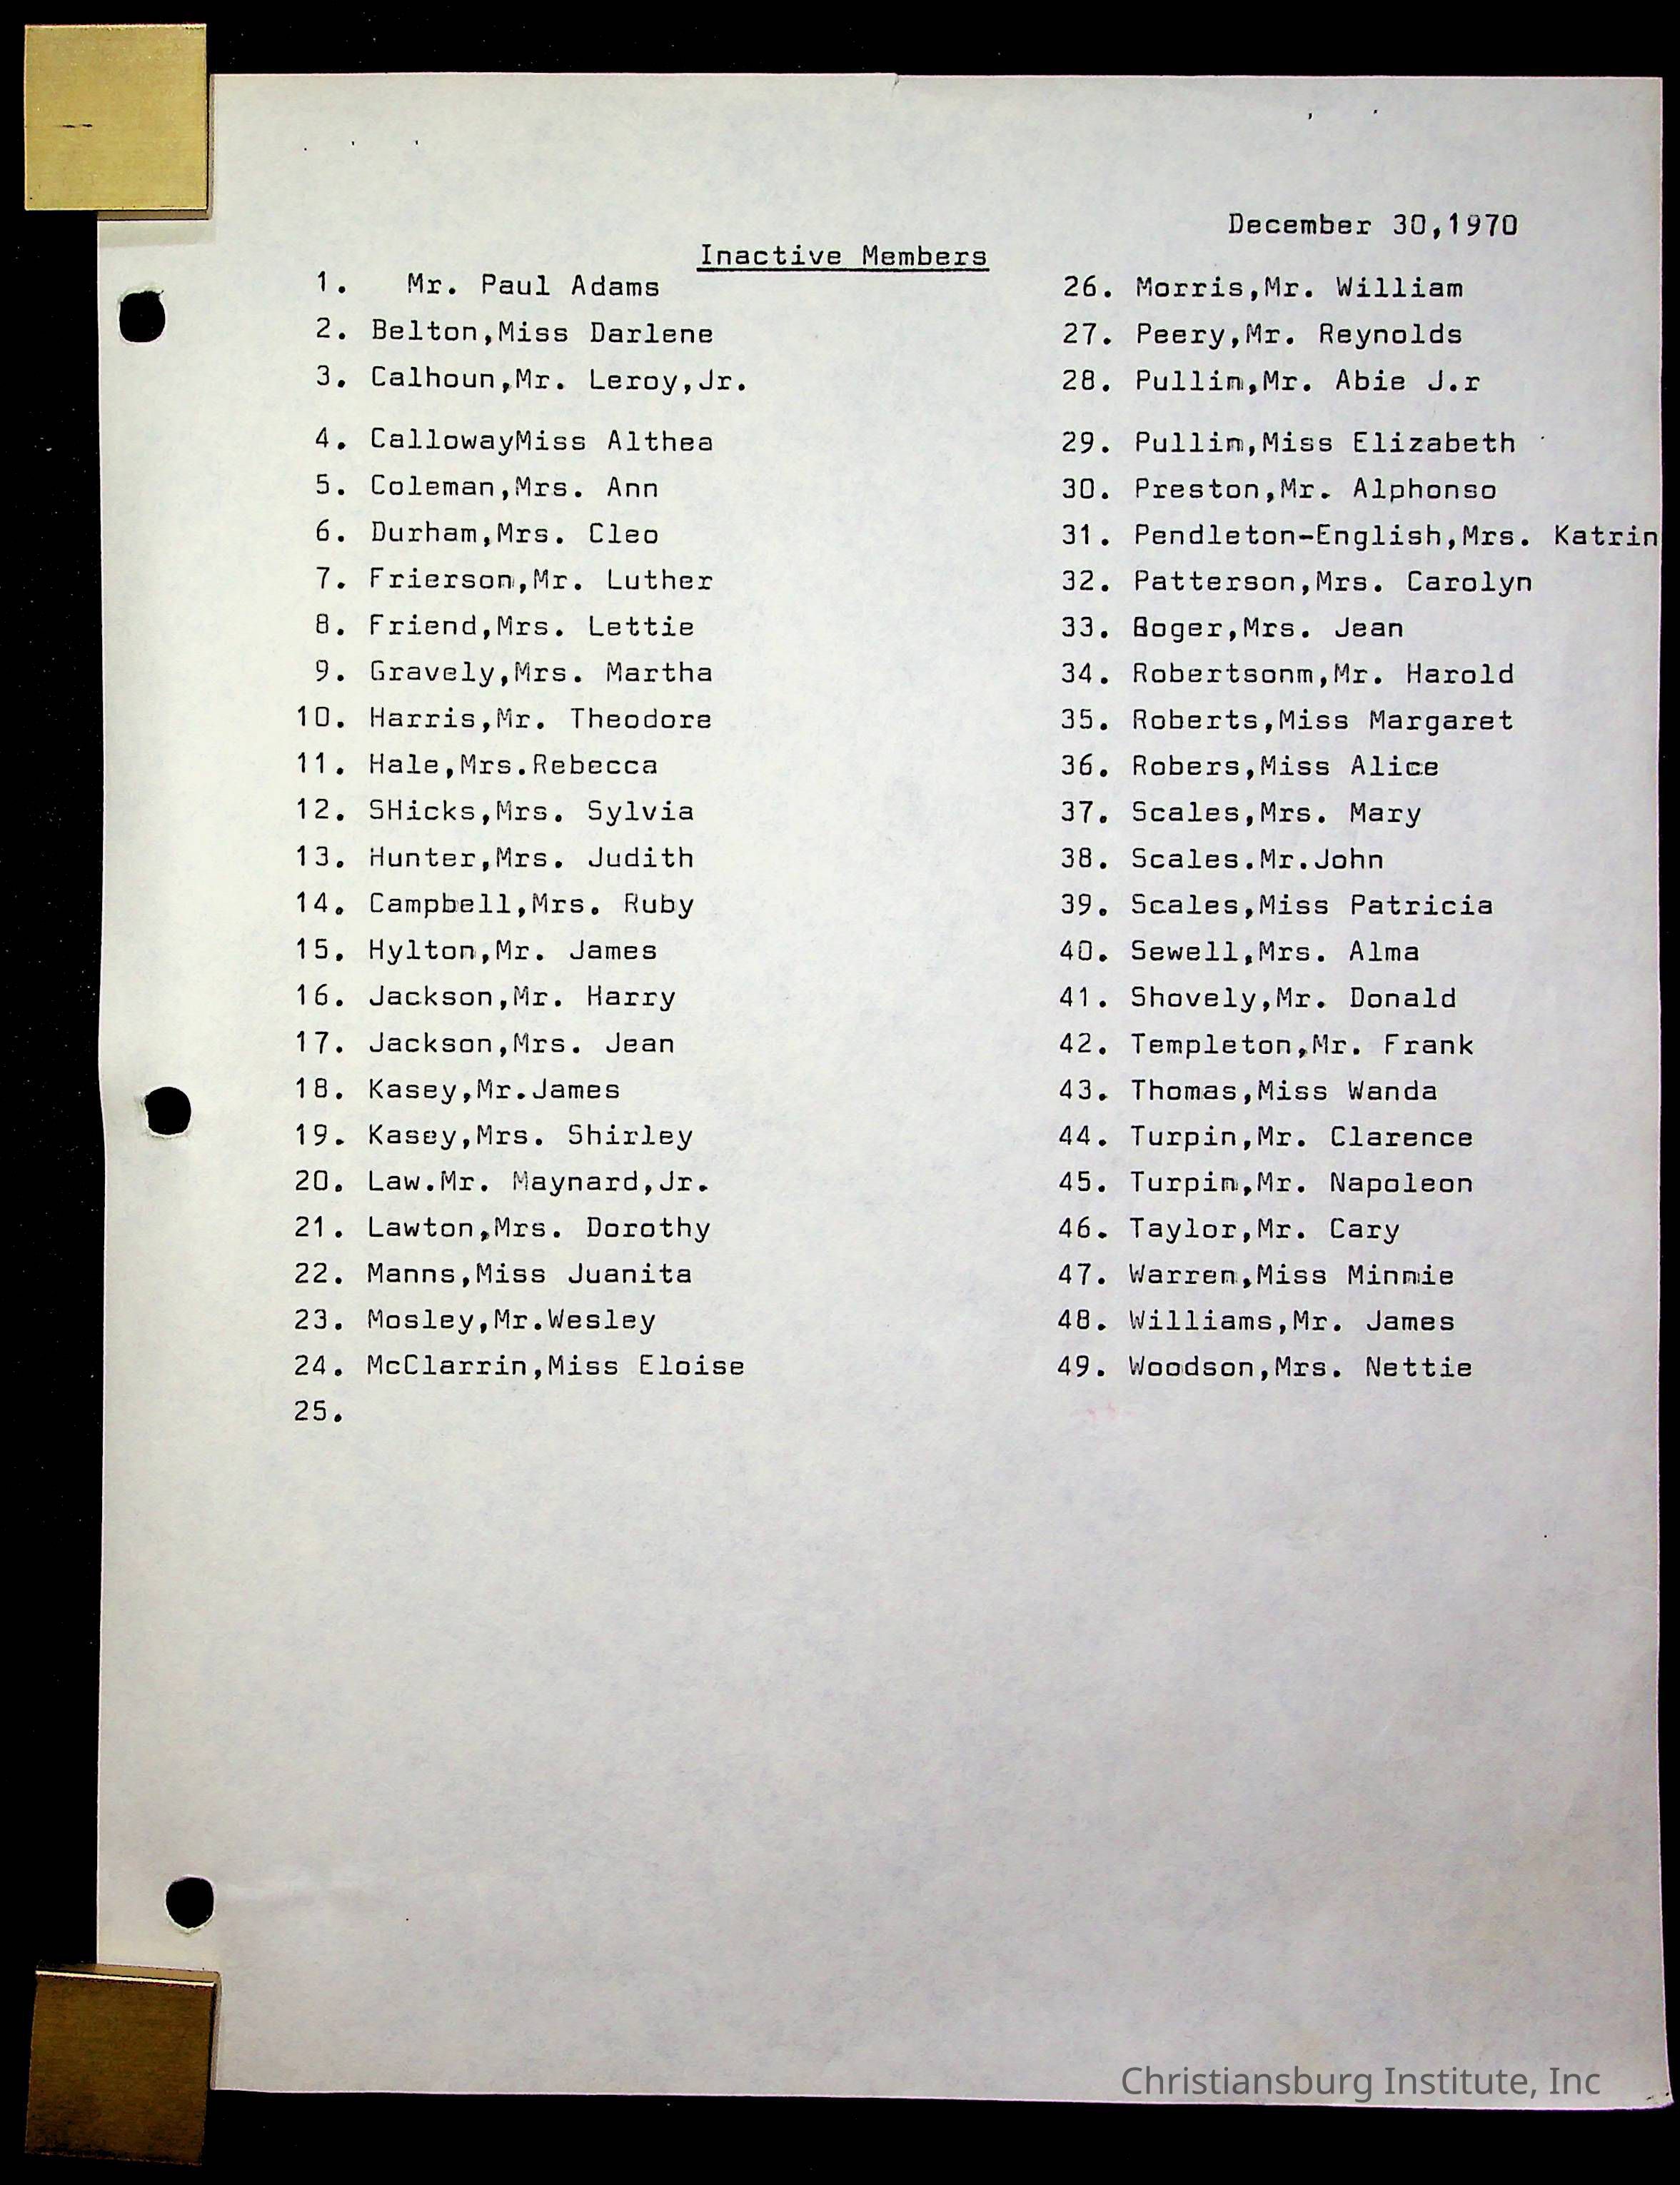 December 30,1970
Inactive Members
1. Mr. Paul Adams
2. Belton,Miss Darlene
3. Calhoun,Mr. Leroy,Jr.
4. CallowayMiss Althea
5. Coleman,Mrs. Ann
6. Durham,Mrs. Cleo
7. Frierson,Mr. Luther
8. Friend,Mrs. Lettie
9. Gravely,Mrs. Martha
10. Harris,Mr. Theodore
11. Hale,Mrs.Rebecca
12. SHicks,Mrs. Sylvia
13. Hunter,Mrs. Judith
14. Campbell,Mrs. Ruby
15. Hylton,Mr. James
16. Jackson,Mr. Harry
17. Jackson,Mrs. Jean
18. Kasey,Mr.James
19. Kasey,Mrs. Shirley
20. Law.Mr. Maynard,Jr.
21. Lawton,Mrs. Dorothy
22. Manns,Miss Juanita
23. Mosley,Mr.Wesley
24. McClarrin,Miss Eloise
25.
26. Morris,Mr. William
27. Peery,Mr. Reynolds
28. Pullin,Mr. Abie J.r
29. Pullin,Miss Elizabeth
30. Preston,Mr. Alphonso
31. Pendleton-English,Mrs. Katrin
32. Patterson,Mrs. Carolyn
33. Boger,Mrs. Jean
34. Robertsonm,Mr. Harold
35. Roberts,Miss Margaret
36. Robers,Miss Alice
37. Scales,Mrs. Mary
38. Scales.Mr.John
39. Scales,Miss Patricia
40. Sewell,Mrs. Alma
41. Shovely,Mr. Donald
42. Templeton,Mr. Frank
43. Thomas,Miss Wanda
44. Turpin,Mr. Clarence
45. Turpin,Mr. Napoleon
46. Taylor,Mr. Cary
47. Warren,Miss Minnie
48. Williams,Mr. James
49. Woodson,Mrs. Nettie
Christiansburg Institute, Inc